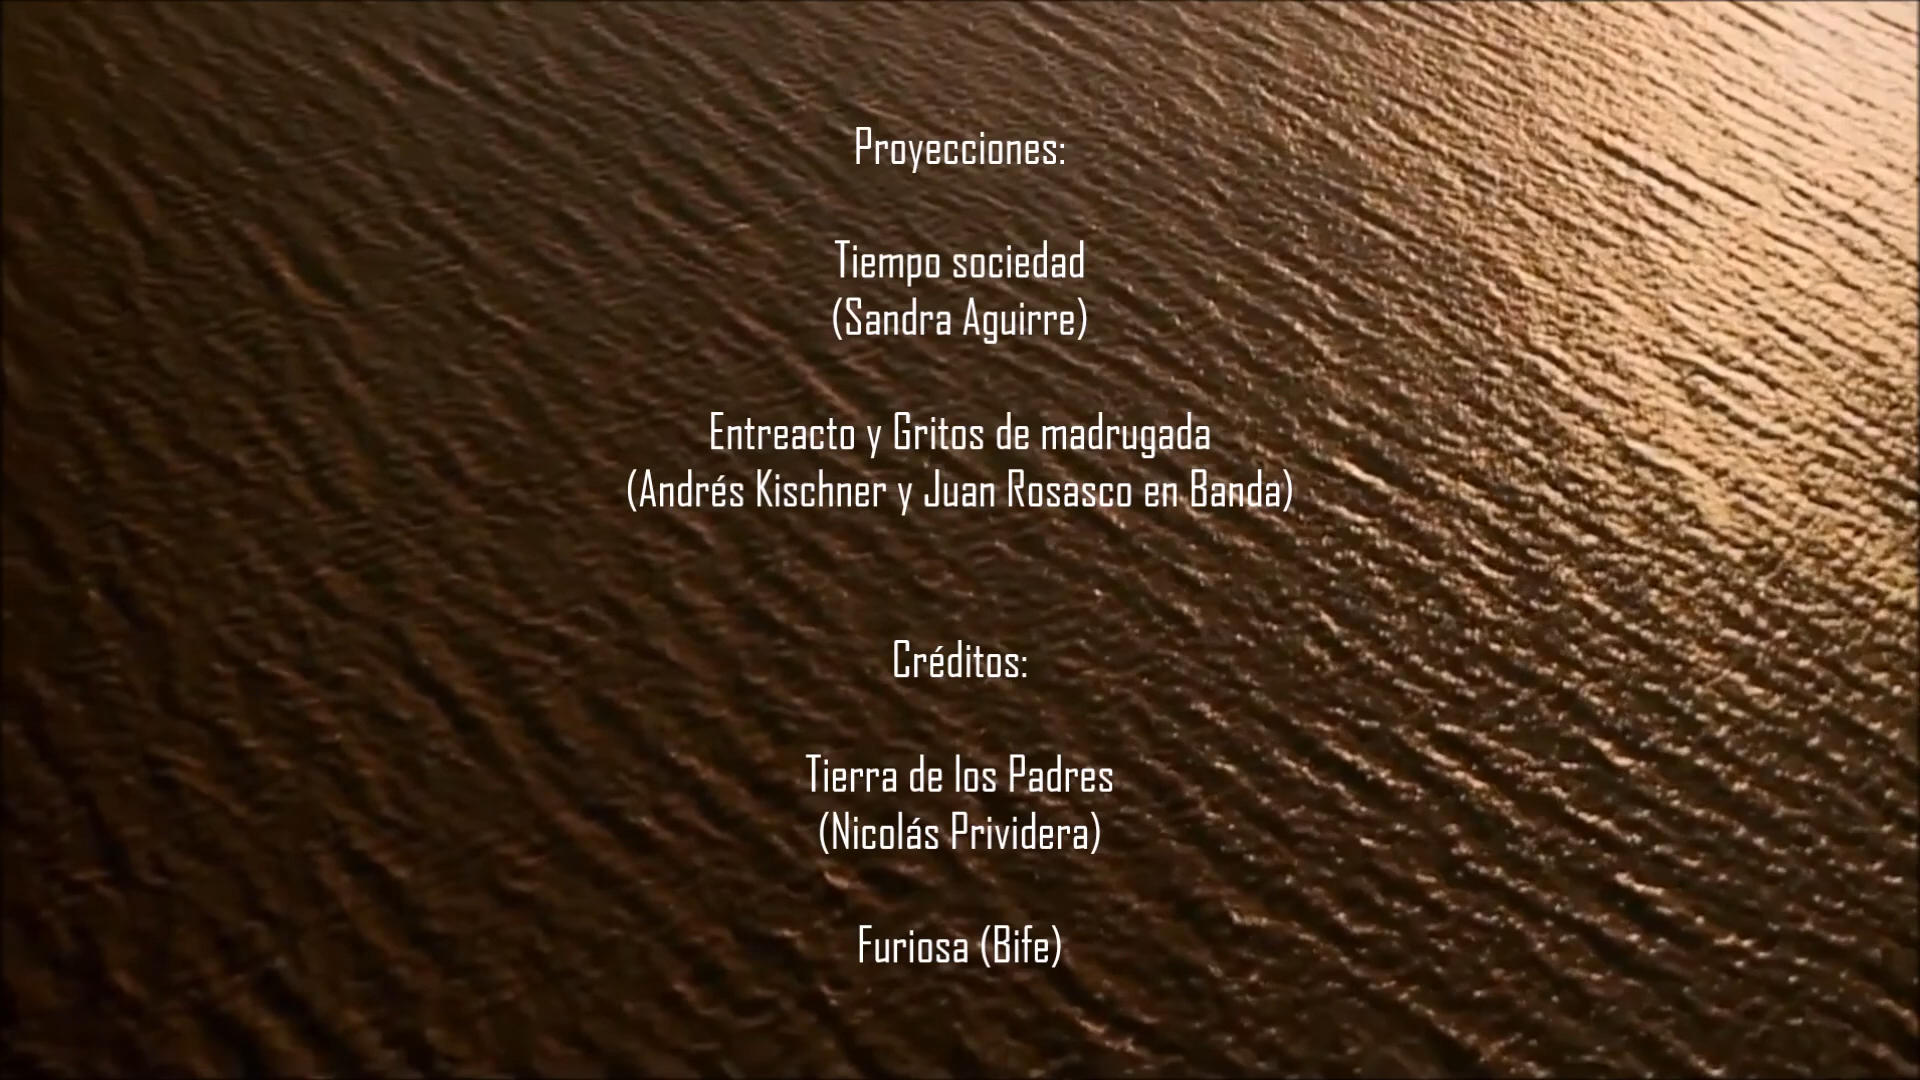 Proyecciones:
Tiempo sociedad
(Sandra Aguirre)
Entreacto y Gritos de madrugada
(Andrés Kischner y Juan Rosasco en Banda)
Créditos:
Tierra de los Padres
(Nicolás Prividera)
Furiosa (Bife)